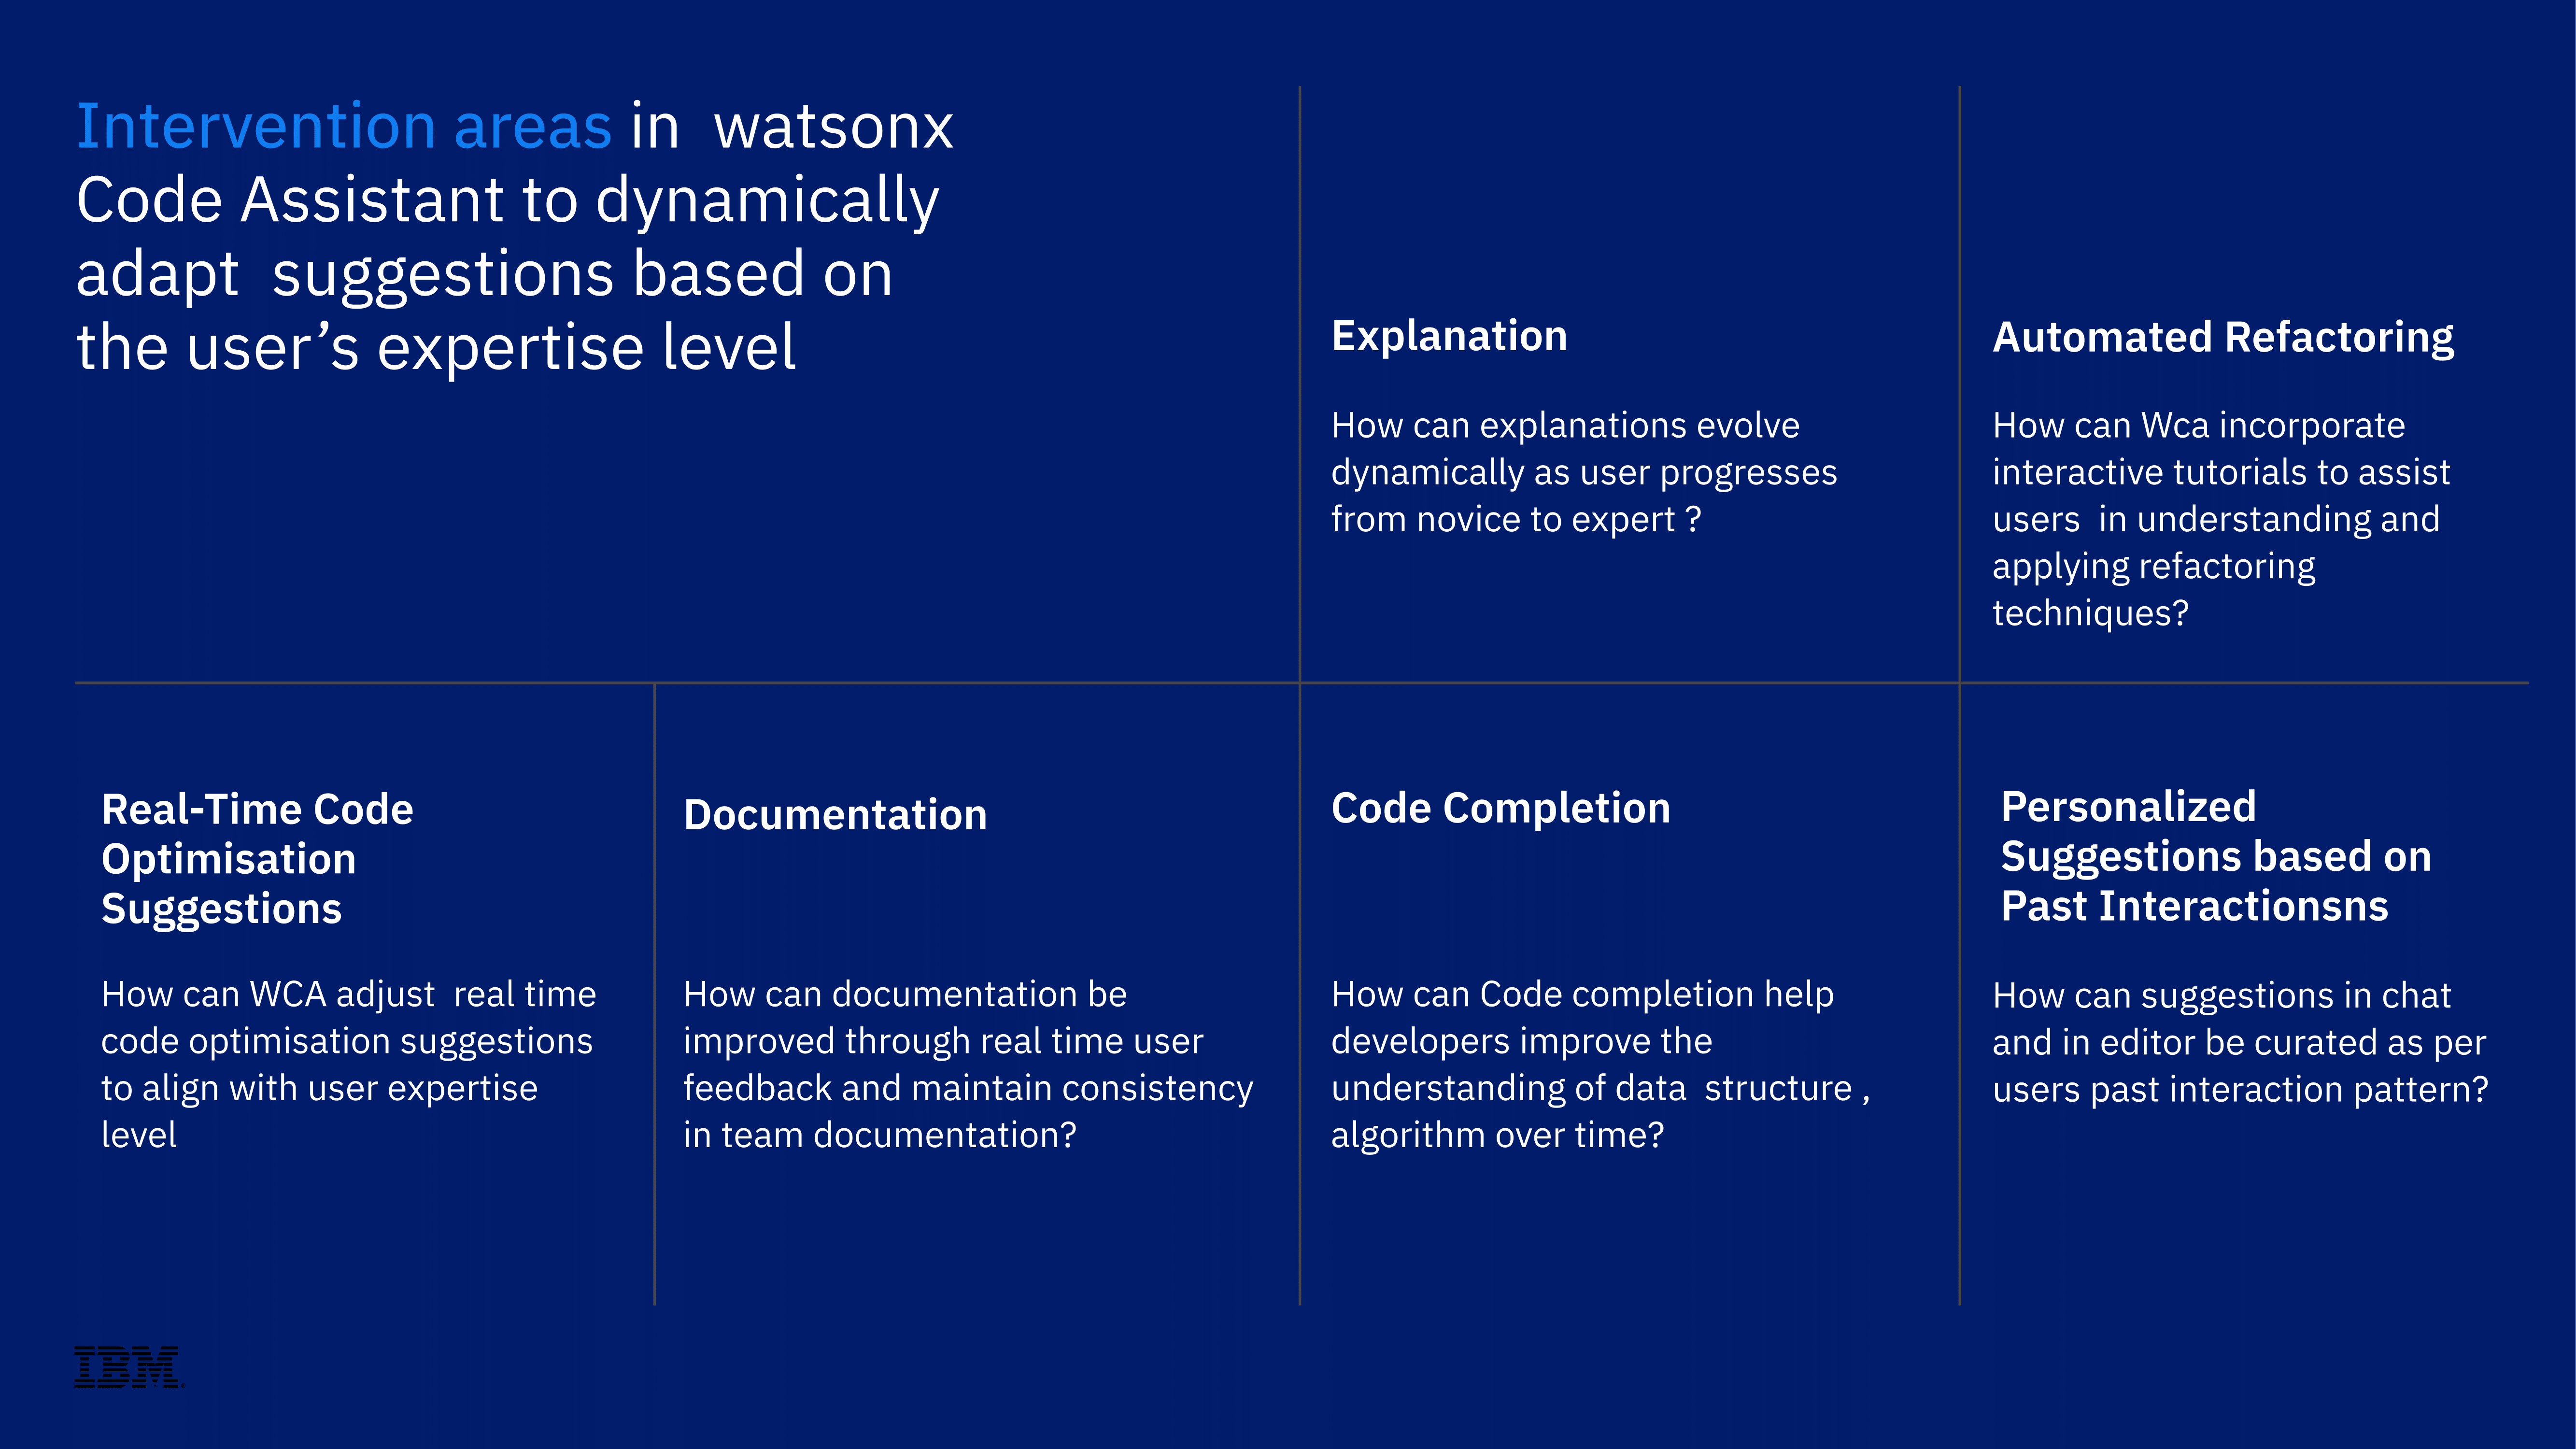 Intervention areas in  watsonx
Code Assistant to dynamically
adapt  suggestions based on
the user’s expertise level
Explanation
How can explanations evolve
dynamically as user progresses
from novice to expert ?
Automated Refactoring
How can Wca incorporate
interactive tutorials to assist
users  in understanding and
applying refactoring
techniques?
Real-Time Code
Optimisation
Suggestions
How can WCA adjust  real time
code optimisation suggestions
to align with user expertise
level
Documentation
How can documentation be
improved through real time user
feedback and maintain consistency
in team documentation?
Code Completion
How can Code completion help
developers improve the
understanding of data  structure ,
algorithm over time?
Personalized
Suggestions based on
Past Interactionsns
How can suggestions in chat
and in editor be curated as per
users past interaction pattern?
IBM®